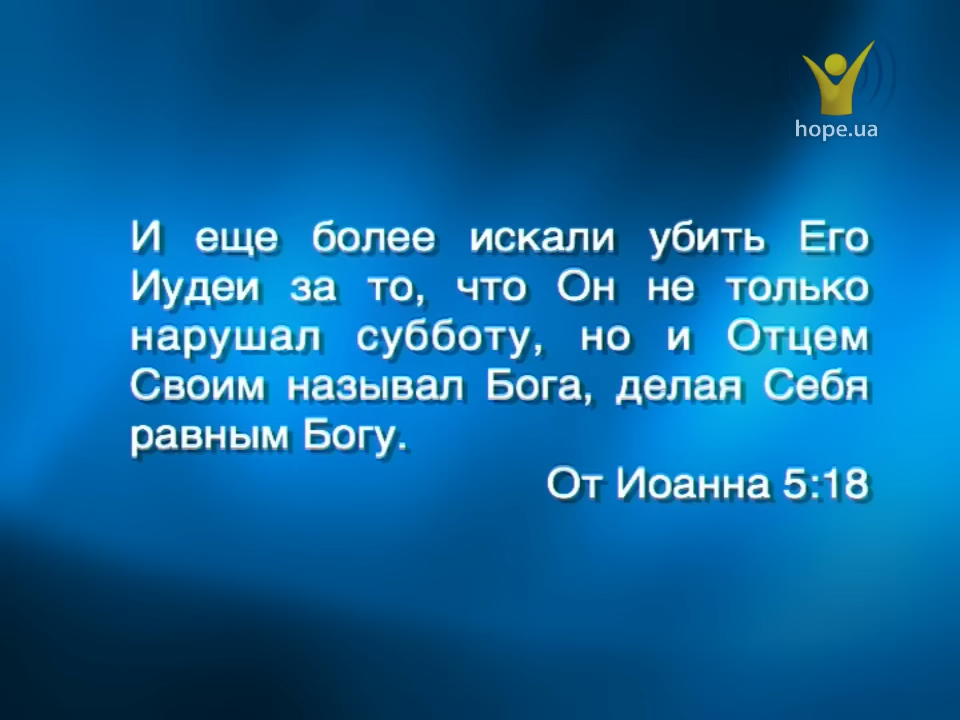 hope.ua
И еще более искали убить Его
Иудеи за то, что Он не только
нарушал субботу, но и Отцем
Своим называл Бога, делая Себя
равным Богу.
От Иоанна 5:18